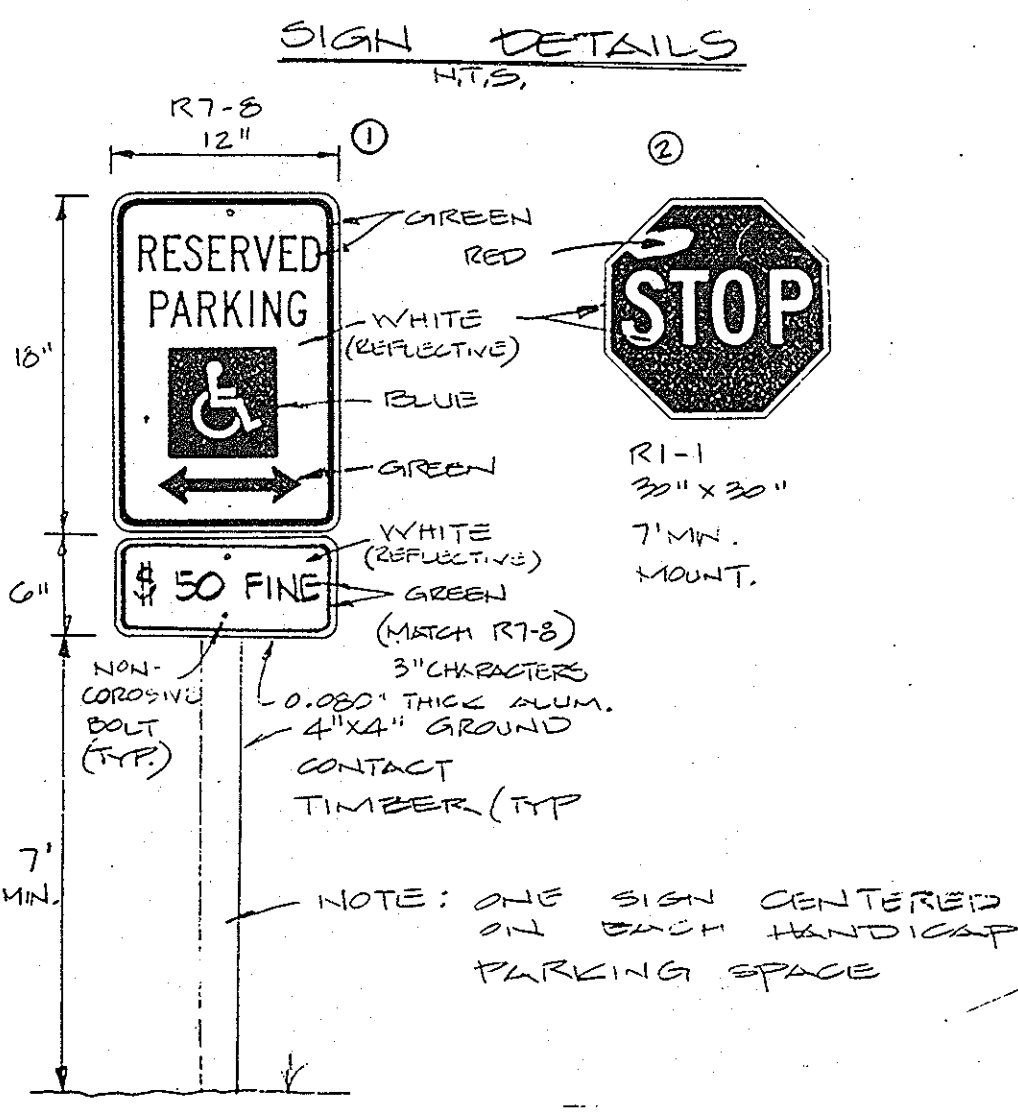 SIGN DETAILS
N.T.S.
R7-8
12"
1
2
RESERVED
PARKING
18"
GREEN
RED
WHITE
(REFLECTIVE)
BLUE
GREEN
STOP
R1-1
30" X 30"
7' MIN.
MOUNT.
6"
$ 50 FINE
WHITE
(REFLECTIVE)
GREEN
(MATCH R7-8)
3" CHARACTERS
NON-
COROSIVE
BOLT
(TYP.)
0.080" THICK ALUM.
4"X4" GROUND
CONTACT
TIMBER (TYP
7'
MIN.
NOTE: ONE SIGN CENTERED
ON EACH HANDICAP
PARKING SPACE